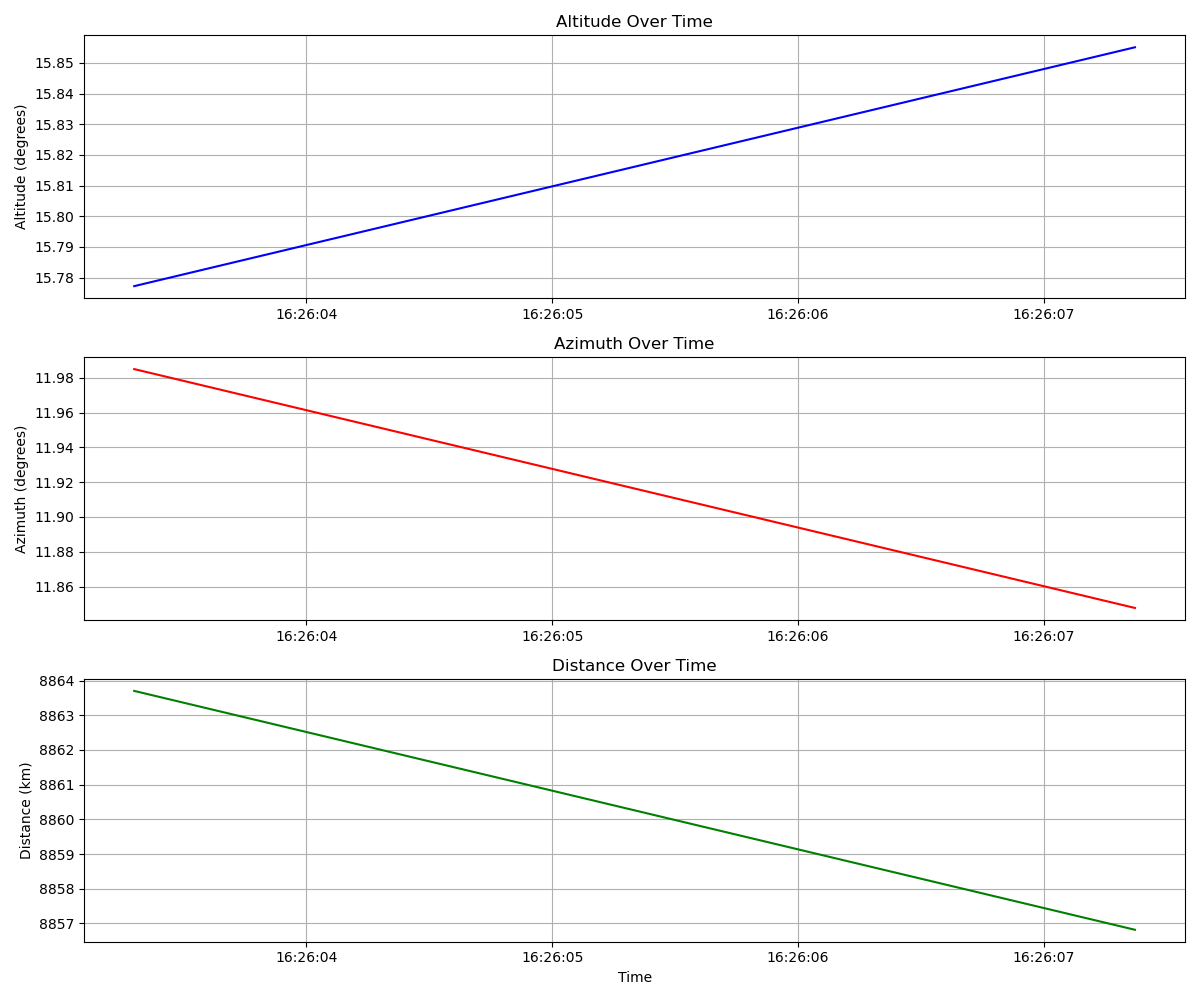 Altitude Over Time
Altitude (degrees)
15.85
15.84
15.83
15.82
15.81
15.80
15.79
15.78
16:26:04 16:26:05 16:26:06 16:26:07
Azimuth Over Time
Azimuth (degrees)
11.98
11.96
11.94
11.92
11.90
11.88
11.86
16:26:04 16:26:05 16:26:06 16:26:07
Distance Over Time
Distance (km)
8864
8863
8862
8861
8860
8859
8858
8857
16:26:04 16:26:05 16:26:06 16:26:07
Time